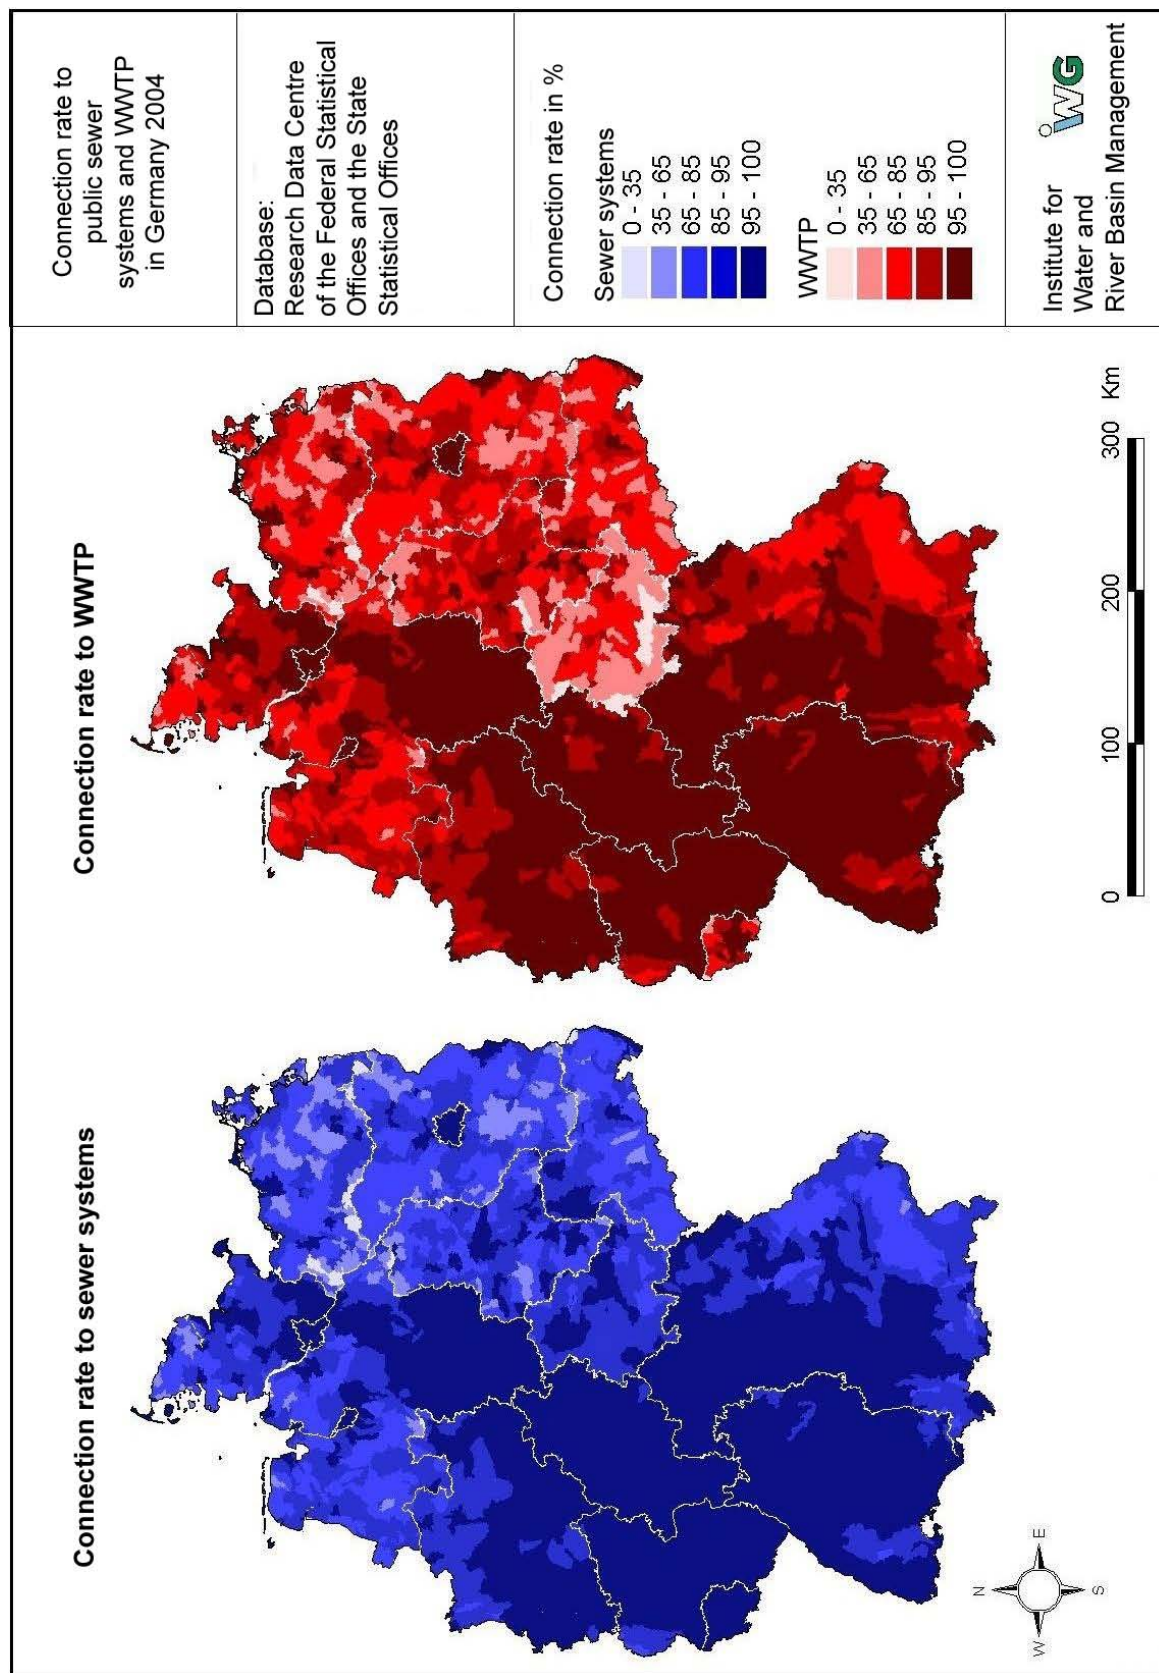 Connection rate to sewer systems
Connection rate to WWTP
Connection rate to
public sewer
systems and WWTP
in Germany 2004
Database:
Research Data Centre
of the Federal Statistical
Offices and the State
Statistical Offices
Connection rate in %
Sewer systems
0 - 35
35 - 65
65 - 85
85 - 95
95 - 100
WWTP
0 - 35
35 - 65
65 - 85
85 - 95
95 - 100
Institute for
Water and
River Basin Management
iWG
N
W E
S
0 100 200 300 Km